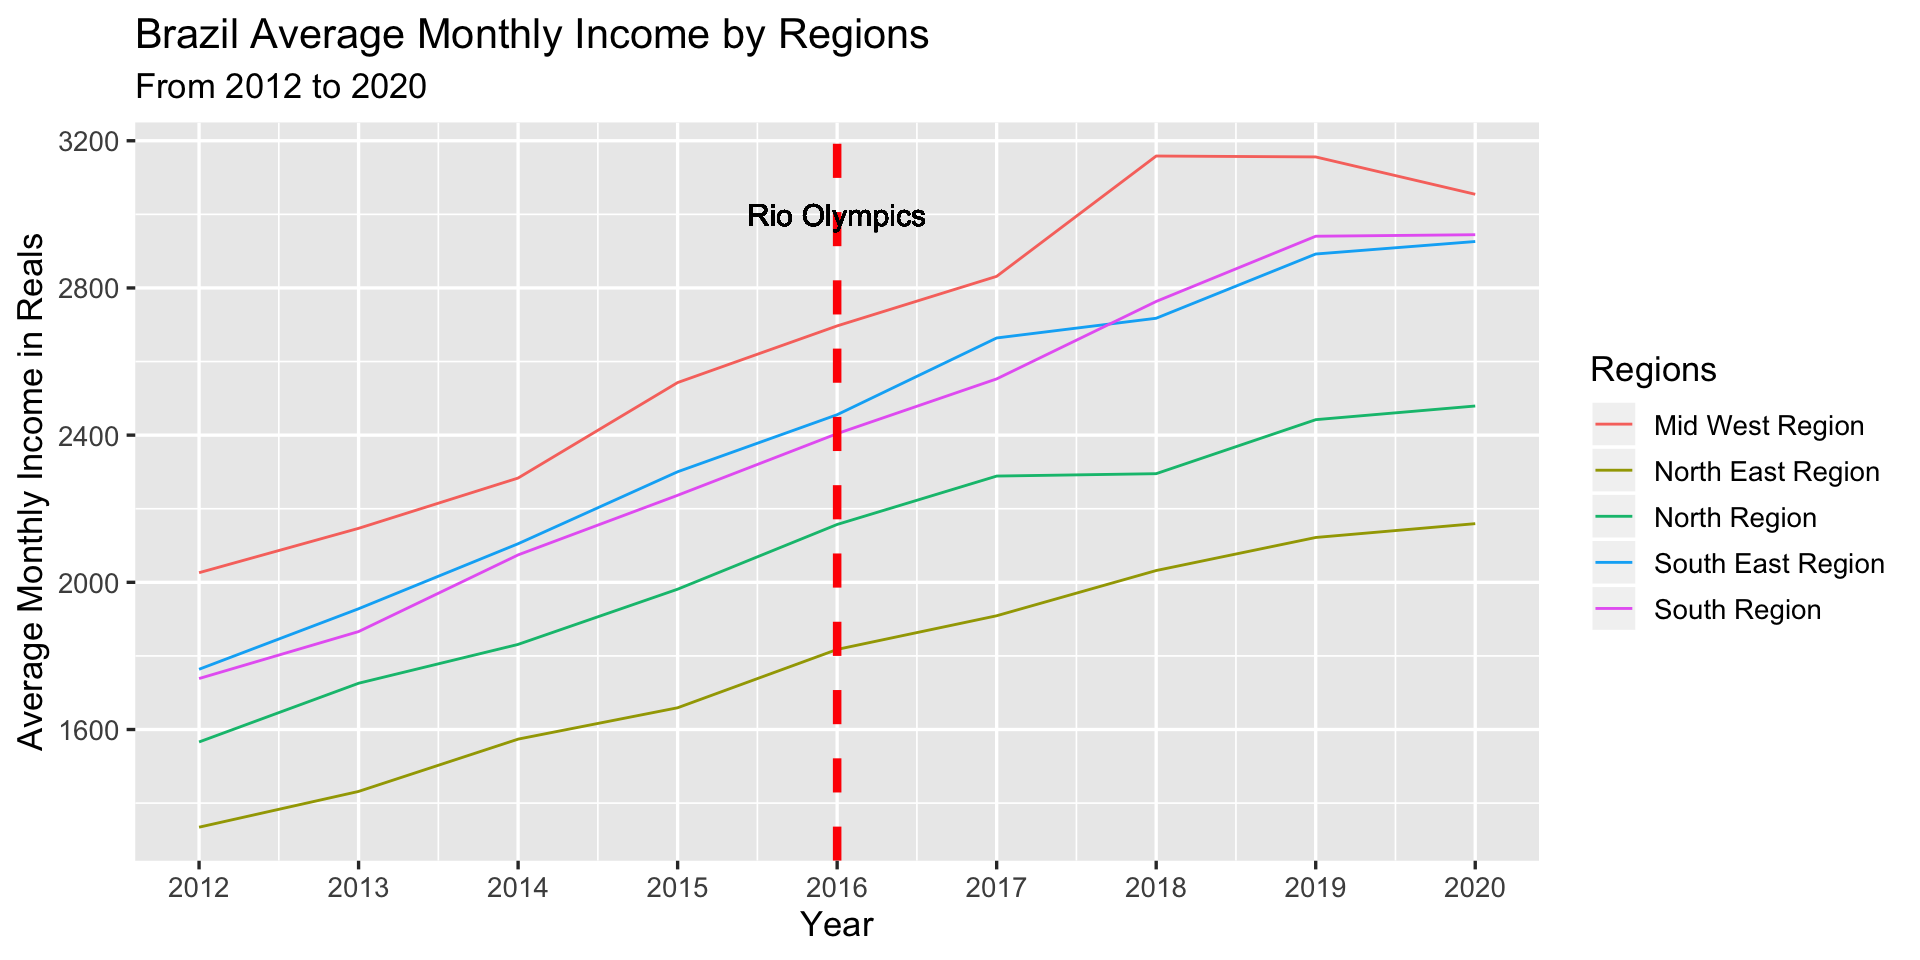 Brazil Average Monthly Income by Regions
From 2012 to 2020
Average Monthly Income in Reals
3200
2800
2400
2000
1600
Rio Olympics
2012 2013 2014 2015 2016 2017 2018 2019 2020
Year
Regions
Mid West Region
North East Region
North Region
South East Region
South Region